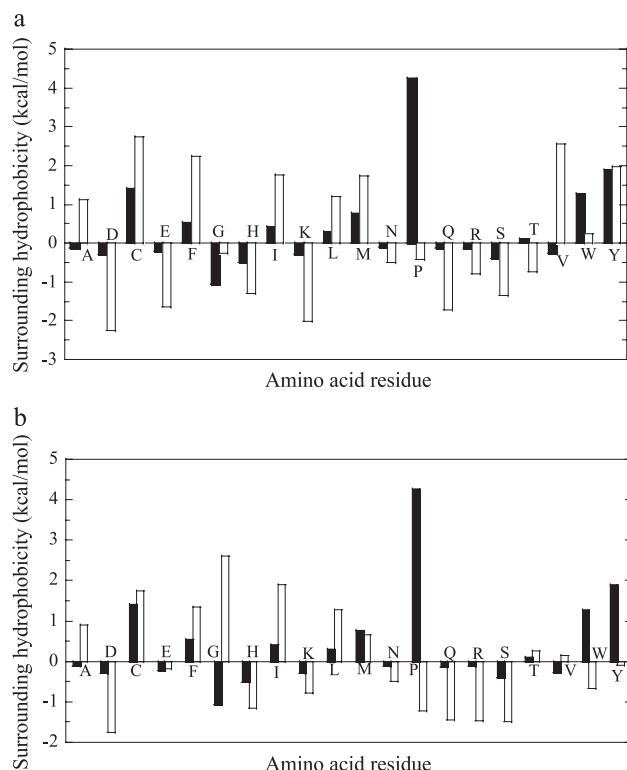 a
Surrounding hydrophobicity (kcal/mol)
5
4
3
2
1
0
-1
-2
-3
A D C E F G H I K L M N P Q R S T V W Y
Amino acid residue
b
Surrounding hydrophobicity (kcal/mol)
5
4
3
2
1
0
-1
-2
A D C E F G H I K L M N P Q R S T V W Y
Amino acid residue